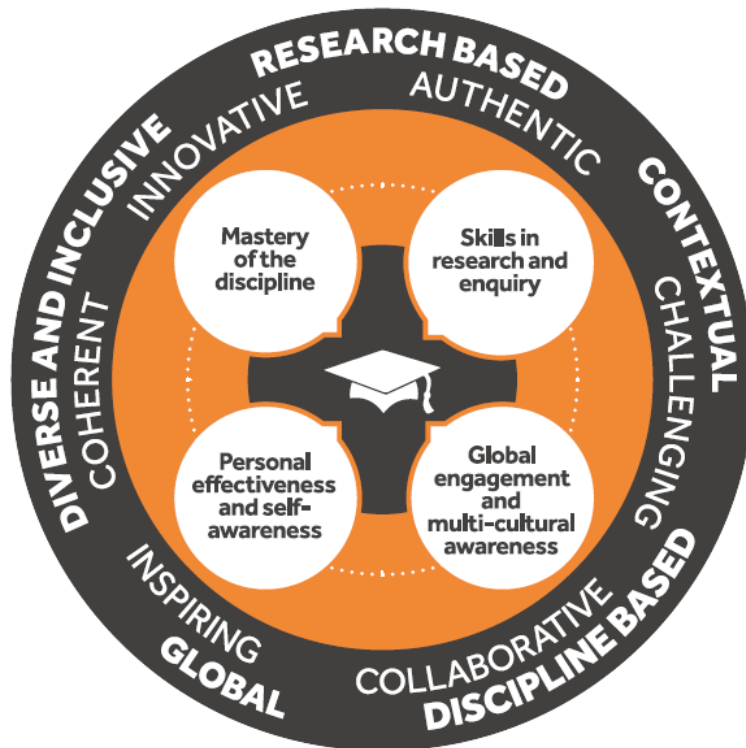 RESEARCH BASED
INNOVATIVE
AUTHENTIC
DIVERSE AND INCLUSIVE
COHERENT
CONTEXTUAL
CHALLENGING
Mastery
of the
discipline
Skills in
research and
enquiry
Personal
effectiveness
and self-
awareness
Global
engagement
and
multi-cultural
awareness
INSPIRING
GLOBAL
COLLABORATIVE
DISCIPLINE BASED